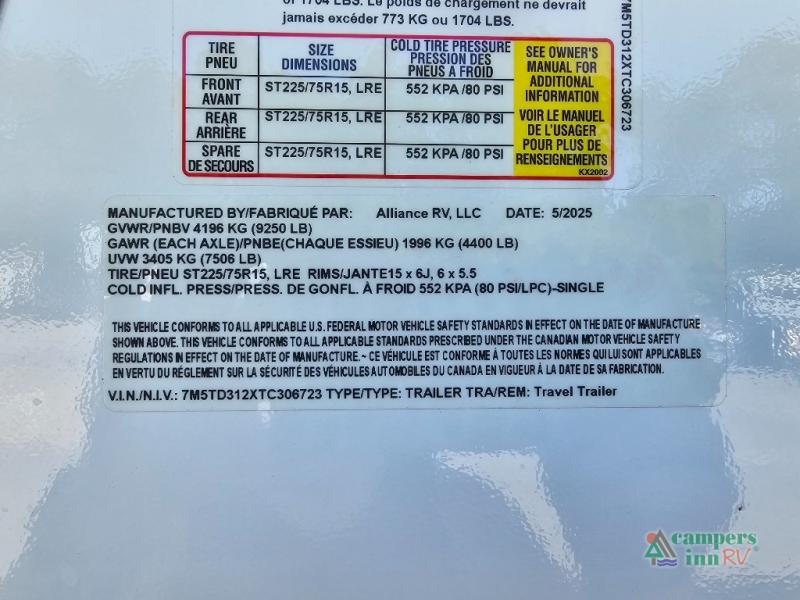 or 1704 LBS. Le poids de chargement ne devrait
jamais excéder 773 KG ou 1704 LBS.
TIRE
PNEU
SIZE
DIMENSIONS
COLD TIRE PRESSURE
PRESSION DES
PNEUS A FROID
SEE OWNER'S
MANUAL FOR
ADDITIONAL
INFORMATION
VOIR LE MANUEL
DE L'USAGER
POUR PLUS DE
RENSEIGNEMENTS
KX2002
FRONT
AVANT
ST225/75R15, LRE
552 KPA /80 PSI
REAR
ARRIÈRE
ST225/75R15, LRE
552 KPA /80 PSI
SPARE
DE SECOURS
ST225/75R15, LRE
552 KPA /80 PSI
7M5TD312XTC306723
MANUFACTURED BY/FABRIQUÉ PAR: Alliance RV, LLC DATE: 5/2025
GVWR/PNBV 4196 KG (9250 LB)
GAWR (EACH AXLE)/PNBE(CHAQUE ESSIEU) 1996 KG (4400 LB)
UVW 3405 KG (7506 LB)
TIRE/PNEU ST225/75R15, LRE RIMS/JANTE15 x 6J, 6 x 5.5
COLD INFL. PRESS/PRESS. DE GONFL. À FROID 552 KPA (80 PSI/LPC)-SINGLE
THIS VEHICLE CONFORMS TO ALL APPLICABLE U.S. FEDERAL MOTOR VEHICLE SAFETY STANDARDS IN EFFECT ON THE DATE OF MANUFACTURE
SHOWN ABOVE. THIS VEHICLE CONFORMS TO ALL APPLICABLE STANDARDS PRESCRIBED UNDER THE CANADIAN MOTOR VEHICLE SAFETY
REGULATIONS IN EFFECT ON THE DATE OF MANUFACTURE. ~ CE VÉHICULE EST CONFORME À TOUTES LES NORMES QUI LUI SONT APPLICABLES
EN VERTU DU RÈGLEMENT SUR LA SÉCURITÉ DES VÉHICULES AUTOMOBILES DU CANADA EN VIGUEUR À LA DATE DE SA FABRICATION.
V.I.N./N.I.V.: 7M5TD312XTC306723 TYPE/TYPE: TRAILER TRA/REM: Travel Trailer
campers
inn RV